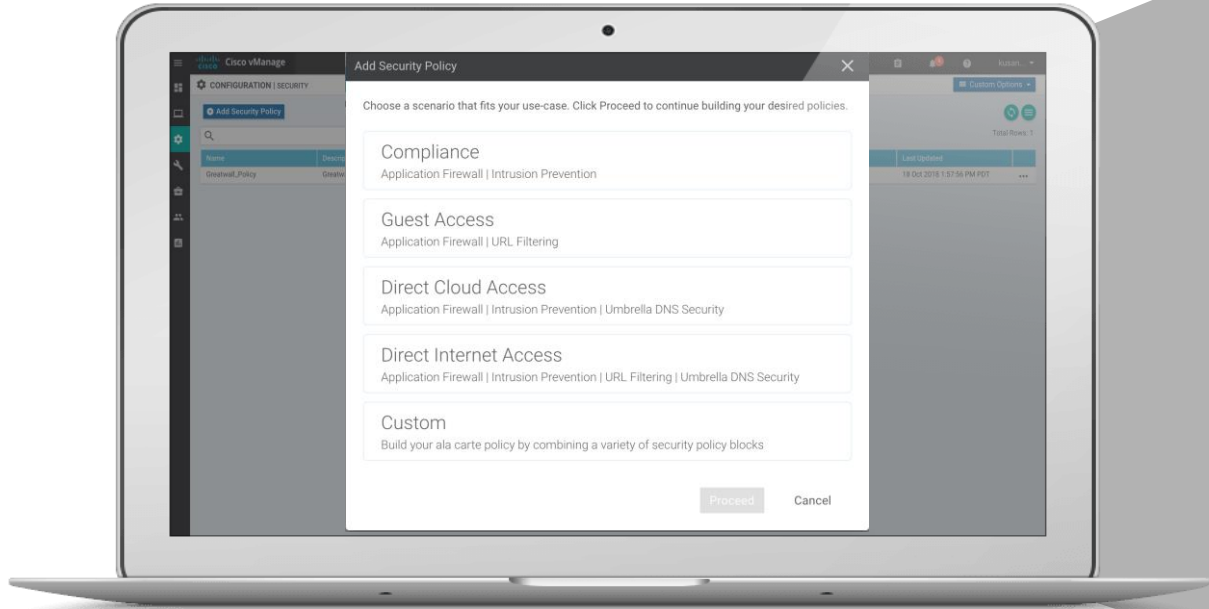 cisco Cisco vManage
CONFIGURATION | SECURITY
Add Security Policy
Name
Descrip
Greatwall_Policy
Greatw
Add Security Policy
Choose a scenario that fits your use-case. Click Proceed to continue building your desired policies.
Compliance
Application Firewall | Intrusion Prevention
Guest Access
Application Firewall | URL Filtering
Direct Cloud Access
Application Firewall | Intrusion Prevention | Umbrella DNS Security
Direct Internet Access
Application Firewall | Intrusion Prevention | URL Filtering | Umbrella DNS Security
Custom
Build your ala carte policy by combining a variety of security policy blocks
Proceed
Cancel
Custom Options
Total Rows: 1
Last Updated
18 Oct 2018 1:57:56 PM PDT